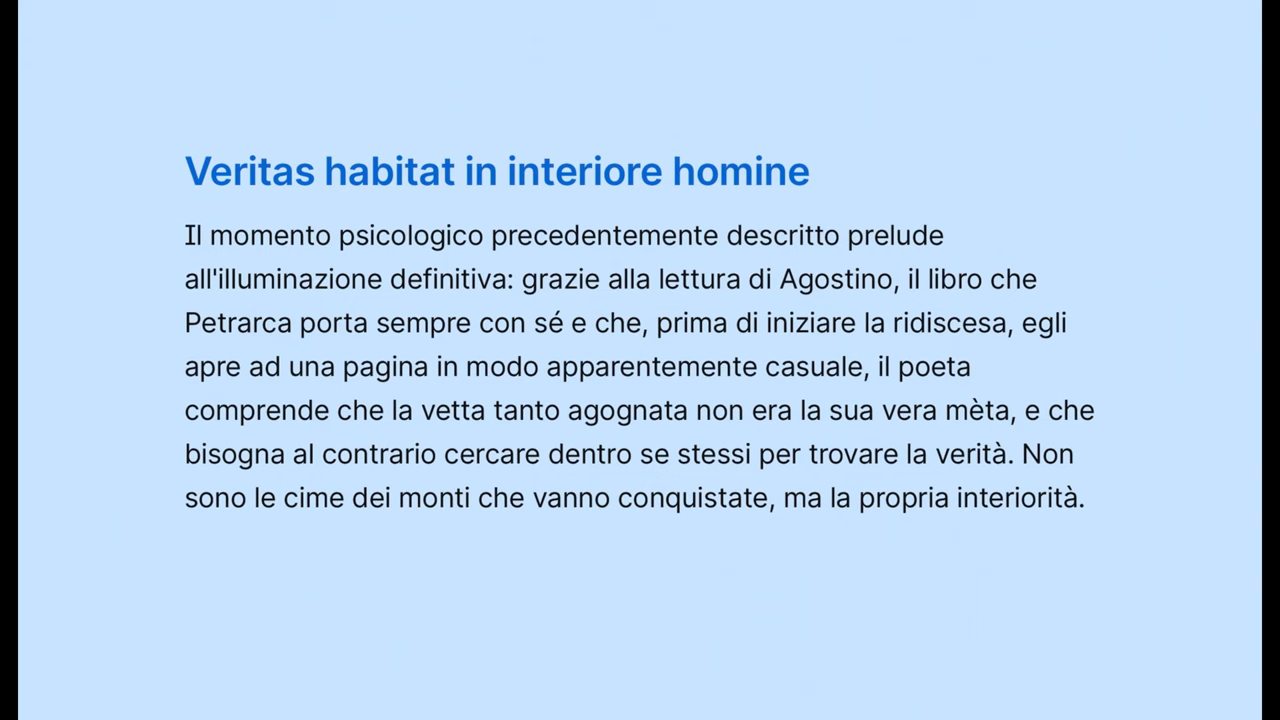 Veritas habitat in interiore homine
Il momento psicologico precedentemente descritto prelude
all'illuminazione definitiva: grazie alla lettura di Agostino, il libro che
Petrarca porta sempre con sé e che, prima di iniziare la ridiscesa, egli
apre ad una pagina in modo apparentemente casuale, il poeta
comprende che la vetta tanto agognata non era la sua vera mèta, e che
bisogna al contrario cercare dentro se stessi per trovare la verità. Non
sono le cime dei monti che vanno conquistate, ma la propria interiorità.